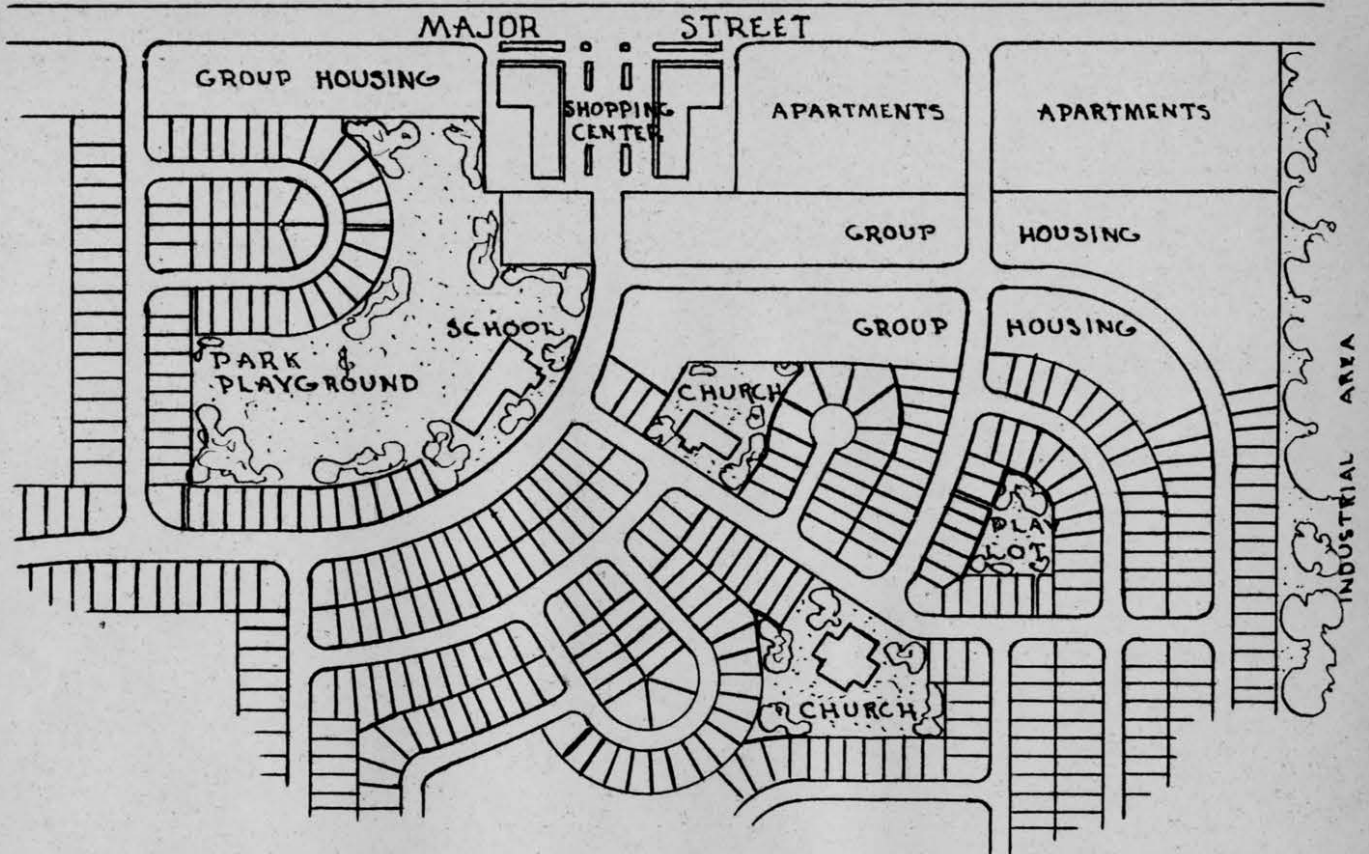 MAJOR STREET
GROUP HOUSING
SHOPPING
CENTER
APARTMENTS
APARTMENTS
GROUP HOUSING
SCHOOL
GROUP HOUSING
PARK &
PLAYGROUND
CHURCH
PLAY
LOT
CHURCH
INDUSTRIAL AREA